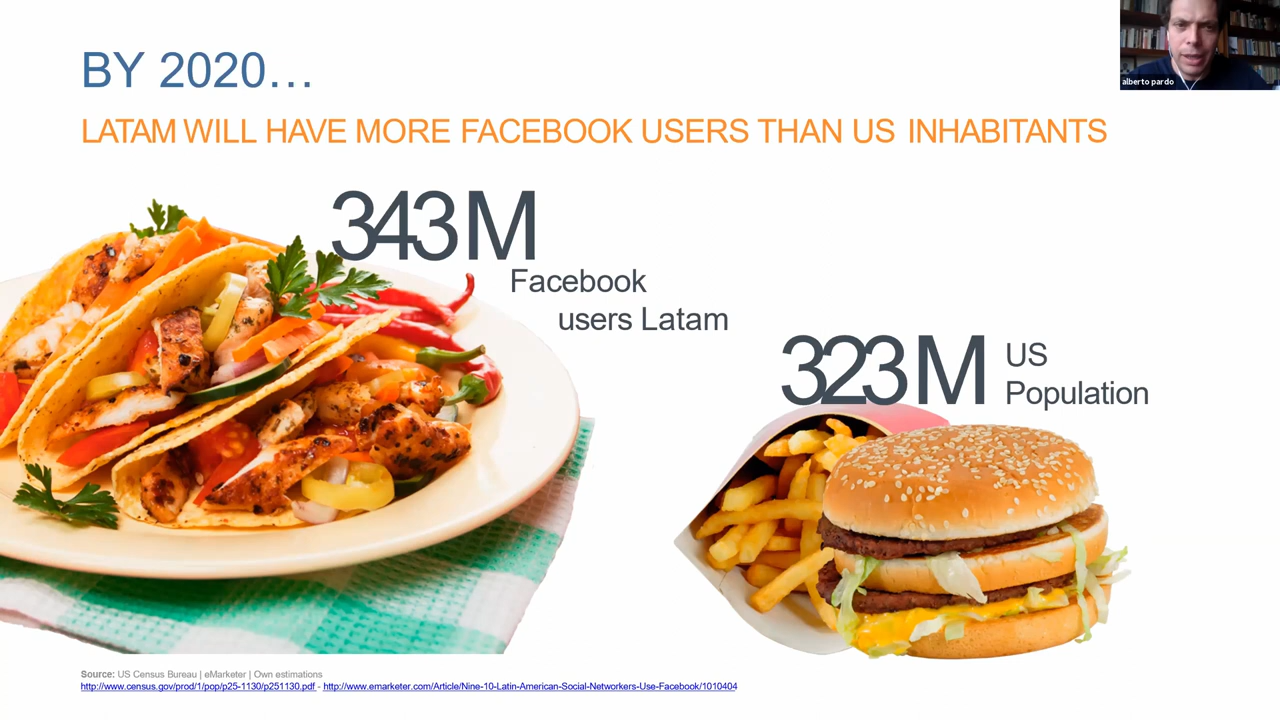 BY 2020…
alberto pardo
LATAM WILL HAVE MORE FACEBOOK USERS THAN US INHABITANTS
343M
Facebook
users Latam
323M
US
Population
Source: US Census Bureau | eMarketer | Own estimations
http://www.census.gov/prod/1/pop/p25-1130/p251130.pdf - http://www.emarketer.com/Article/Nine-10-Latin-American-Social-Networkers-Use-Facebook/1010404